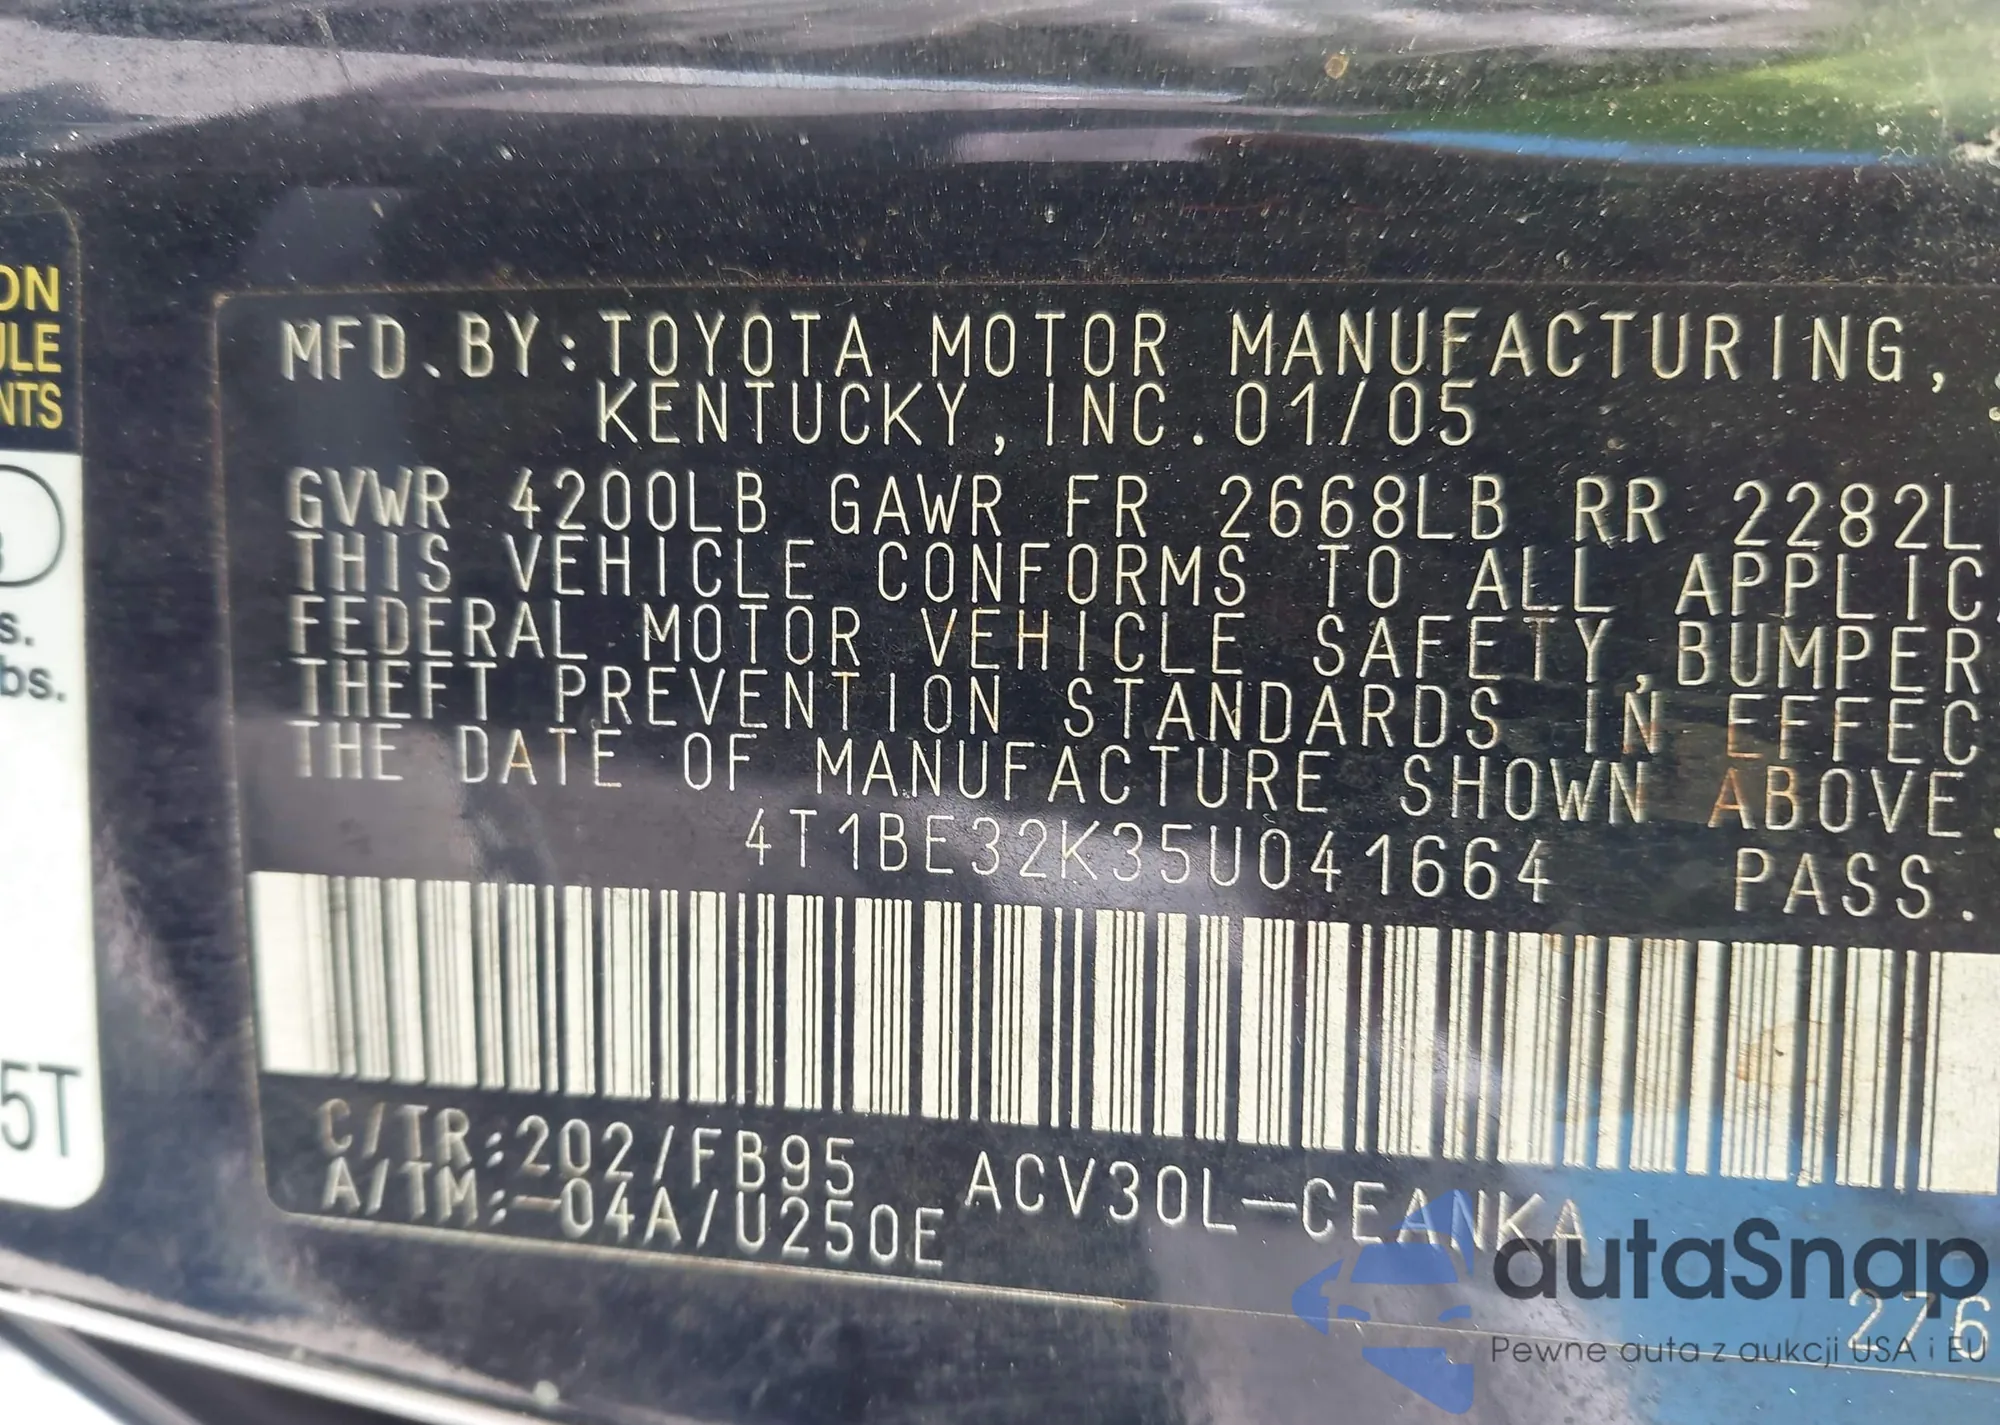 ON
ULE
NTS
s.
bs.
5T
MFD.BY:TOYOTA MOTOR MANUFACTURING,
KENTUCKY,INC.01/05
GVWR 4200LB GAWR FR 2668LB RR 2282L
THIS VEHICLE CONFORMS TO ALL APPLIC
FEDERAL MOTOR VEHICLE SAFETY,BUMPER
THEFT PREVENTION STANDARDS IN EFFEC
THE DATE OF MANUFACTURE SHOWN ABOVE.
4T1BE32K35U041664 PASS.
C/TR:202/FB95 ACV30L-CEANKA
A/TM:-04A/U250E
276
autaSnap
Pewne auta z aukcji USA i EU